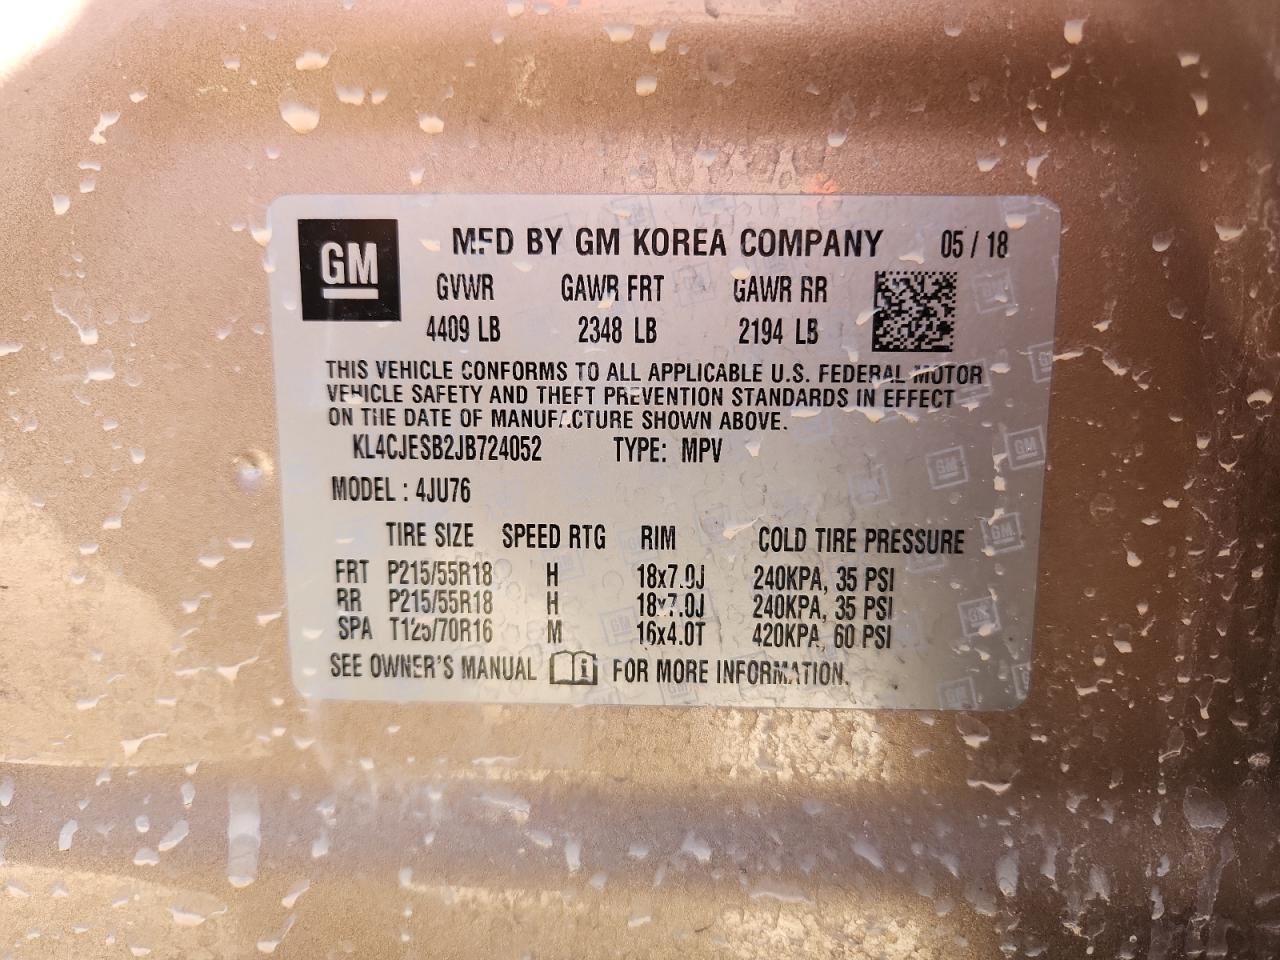 GM
MFD BY GM KOREA COMPANY 05 / 18
GVWR GAWR FRT GAWR RR
4409 LB 2348 LB 2194 LB
THIS VEHICLE CONFORMS TO ALL APPLICABLE U.S. FEDERAL MOTOR
VEHICLE SAFETY AND THEFT PREVENTION STANDARDS IN EFFECT
ON THE DATE OF MANUFACTURE SHOWN ABOVE.
KL4CJESB2JB724052 TYPE: MPV
MODEL : 4JU76
TIRE SIZE SPEED RTG RIM COLD TIRE PRESSURE
FRT P215/55R18 H 18x7.0J 240KPA, 35 PSI
RR P215/55R18 H 18x7.0J 240KPA, 35 PSI
SPA T125/70R16 M 16x4.0T 420KPA, 60 PSI
SEE OWNER'S MANUAL FOR MORE INFORMATION.